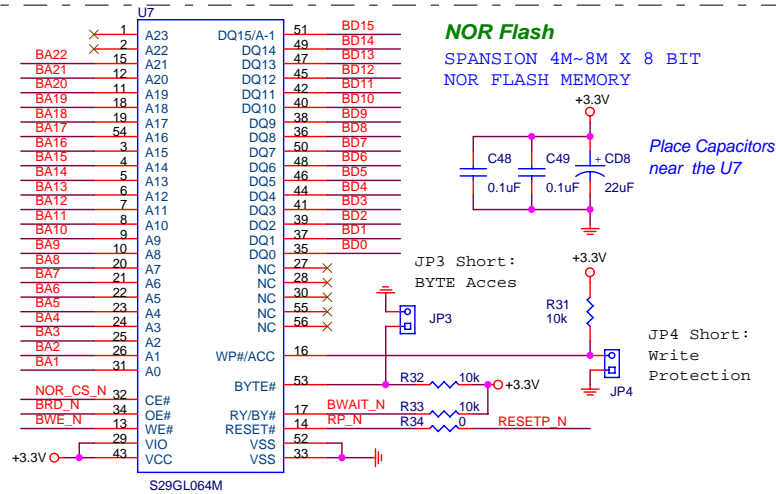 U7
1 A23 DQ15/A-1 51 BD15
2 A22 DQ14 49 BD14
BA22 15 A21 DQ13 47 BD13
BA21 12 A20 DQ12 45 BD12
BA20 11 A19 DQ11 42 BD11
BA19 18 A18 DQ10 40 BD10
BA18 19 A17 DQ9 38 BD9
BA17 54 A16 DQ8 36 BD8
BA16 3 A15 DQ7 50 BD7
BA15 4 A14 DQ6 48 BD6
BA14 5 A13 DQ5 46 BD5
BA13 6 A12 DQ4 44 BD4
BA12 7 A11 DQ3 41 BD3
BA11 8 A10 DQ2 39 BD2
BA10 9 A9 DQ1 37 BD1
BA9 10 A8 DQ0 35 BD0
BA8 20 A7 NC 27
BA7 21 A6 NC 28
BA6 22 A5 NC 30
BA5 23 A4 NC 55
BA4 24 A3 NC 56
BA3 25 A2
BA2 26 A1 WP#/ACC 16
BA1 31 A0
BYTE# 53
NOR_CS_N 32 CE#
BRD_N 34 OE# RY/BY# 17 BWAIT_N
BWE_N 13 WE# RESET# 14 RP_N
29 VIO VSS 52
+3.3V 43 VCC VSS 33
S29GL064M
NOR Flash
SPANSION 4M~8M X 8 BIT
NOR FLASH MEMORY
+3.3V
C48 0.1uF
C49 0.1uF
+ CD8 22uF
Place Capacitors
near the U7
JP3 Short:
BYTE Acces
JP3
+3.3V
R31
10k
JP4 Short:
Write
Protection
JP4
R32 10k +3.3V
R33 10k
R34 0 RESETP_N